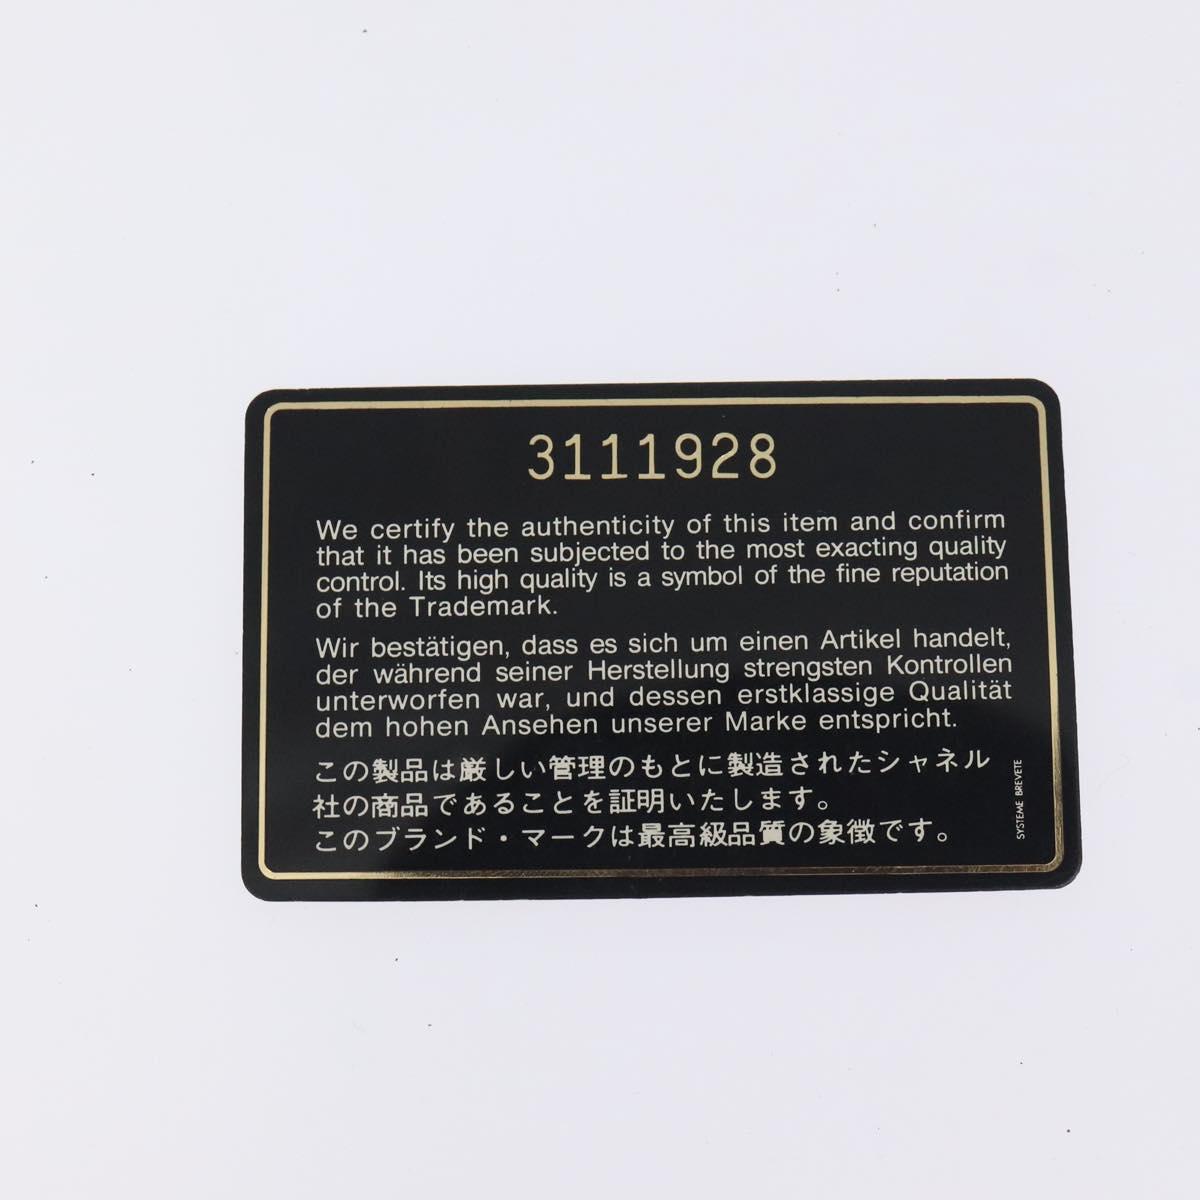 3111928
We certify the authenticity of this item and confirm
that it has been subjected to the most exacting quality
control. Its high quality is a symbol of the fine reputation
of the Trademark.
Wir bestätigen, dass es sich um einen Artikel handelt,
der während seiner Herstellung strengsten Kontrollen
unterworfen war, und dessen erstklassige Qualität
dem hohen Ansehen unserer Marke entspricht.
この製品は厳しい管理のもとに製造されたシャネル
社の商品であることを証明いたします。
このブランド・マークは最高級品質の象徴です。
SYSTEME BREVETE